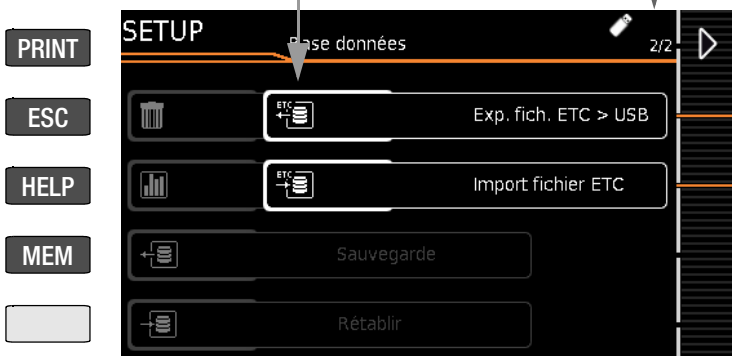 PRINT
ESC
HELP
MEM
SETUP
Base données
2/2
ETC
Exp. fich. ETC > USB
ETC
Import fichier ETC
Sauvegarde
Rétablir